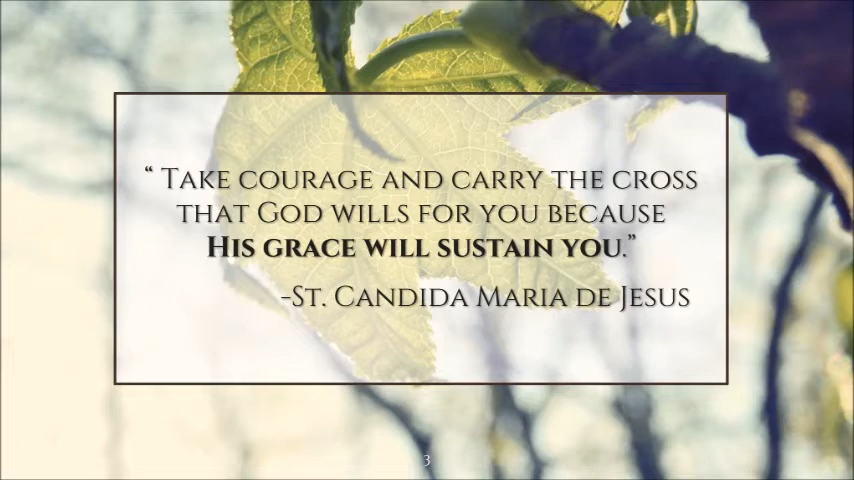 “ Take courage and carry the cross
that God wills for you because
His grace will sustain you.”
-St. Candida Maria de Jesus
3